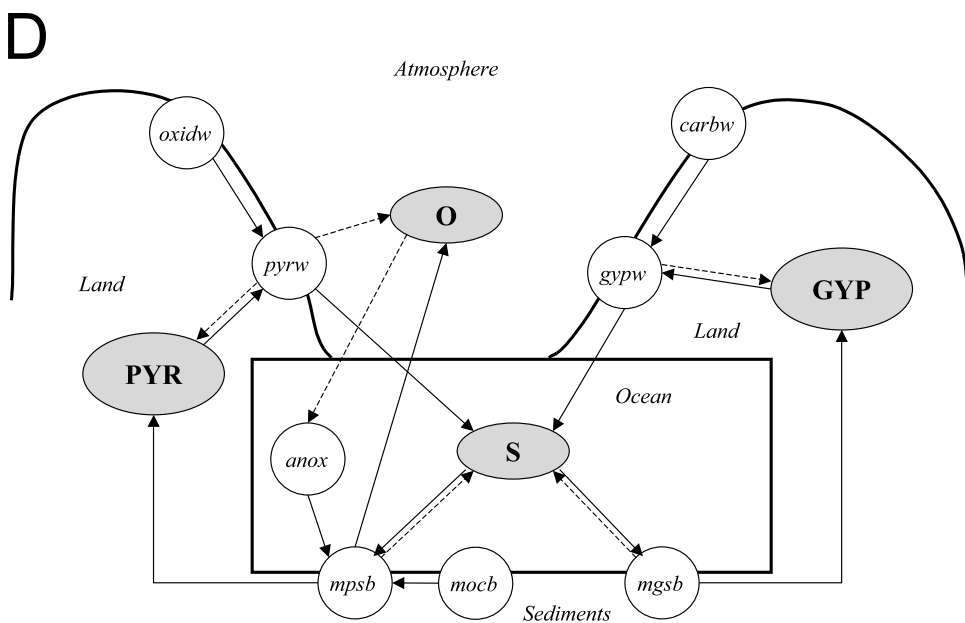 D
Atmosphere
oxidw
carbw
O
pyrw
gypw
Land
GYP
Land
PYR
Ocean
S
anox
mpsb
mocb
mgsb
Sediments